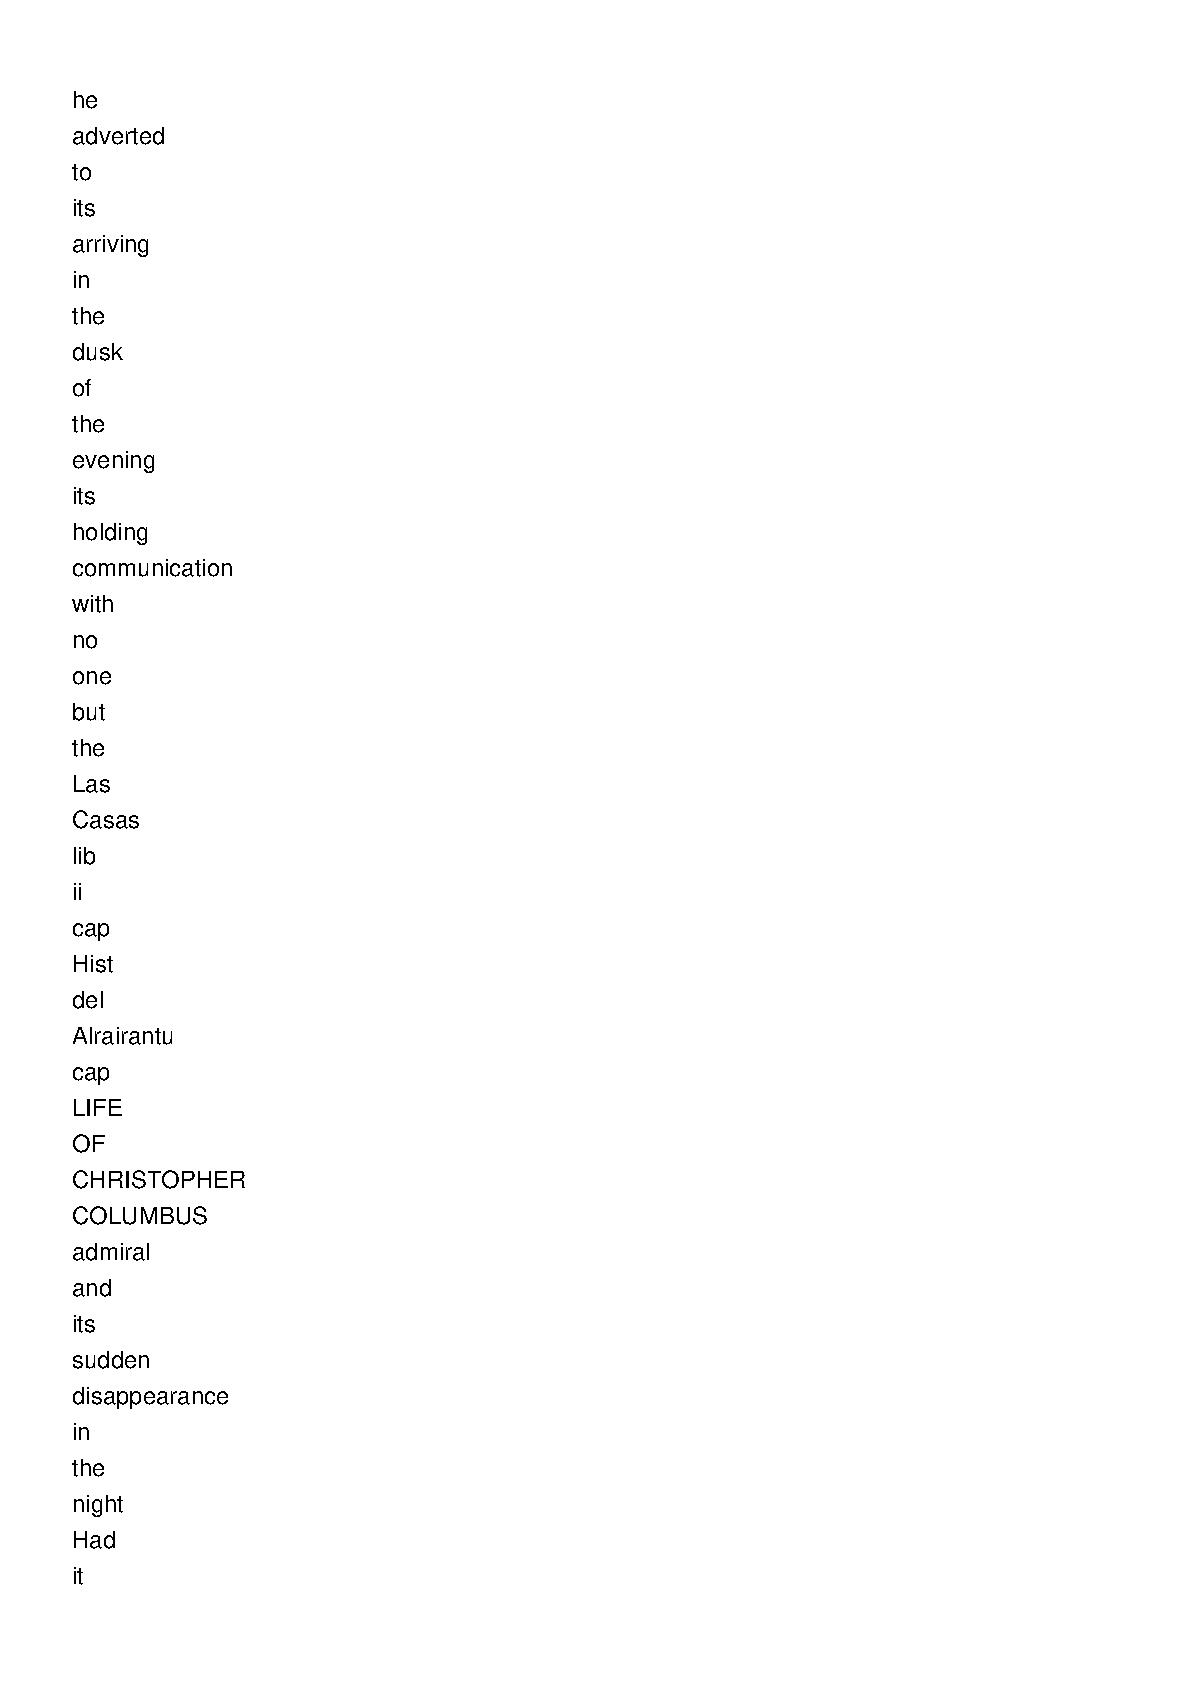 he
adverted
to
its
arriving
in
the
dusk
of
the
evening
its
holding
communication
with
no
one
but
the
Las
Casas
lib
ii
cap
Hist
del
Alrairantu
cap
LIFE
OF
CHRISTOPHER
COLUMBUS
admiral
and
its
sudden
disappearance
in
the
night
Had
it